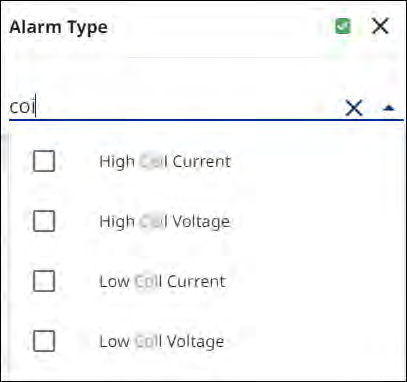 Alarm Type
coi
High Coil Current
High Coil Voltage
Low Coil Current
Low Coil Voltage